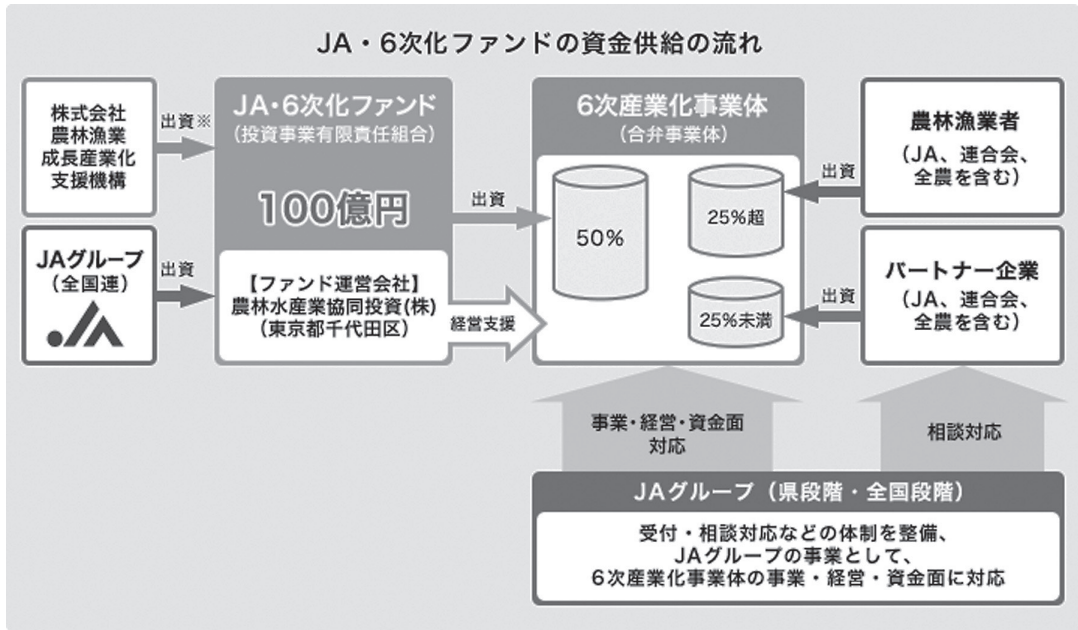 JA・6次化ファンドの資金供給の流れ
株式会社
農林漁業
成長産業化
支援機構
出資※
JAグループ
（全国連）
JA
出資
JA・6次化ファンド
（投資事業有限責任組合）
100億円
【ファンド運営会社】
農林水産業協同投資(株)
（東京都千代田区）
出資
経営支援
6次産業化事業体
（合弁事業体）
50%
25%超
25%未満
出資
農林漁業者
（JA、連合会、
全農を含む）
出資
パートナー企業
（JA、連合会、
全農を含む）
事業・経営・資金面
対応
相談対応
JAグループ（県段階・全国段階）
受付・相談対応などの体制を整備、
JAグループの事業として、
6次産業化事業体の事業・経営・資金面に対応